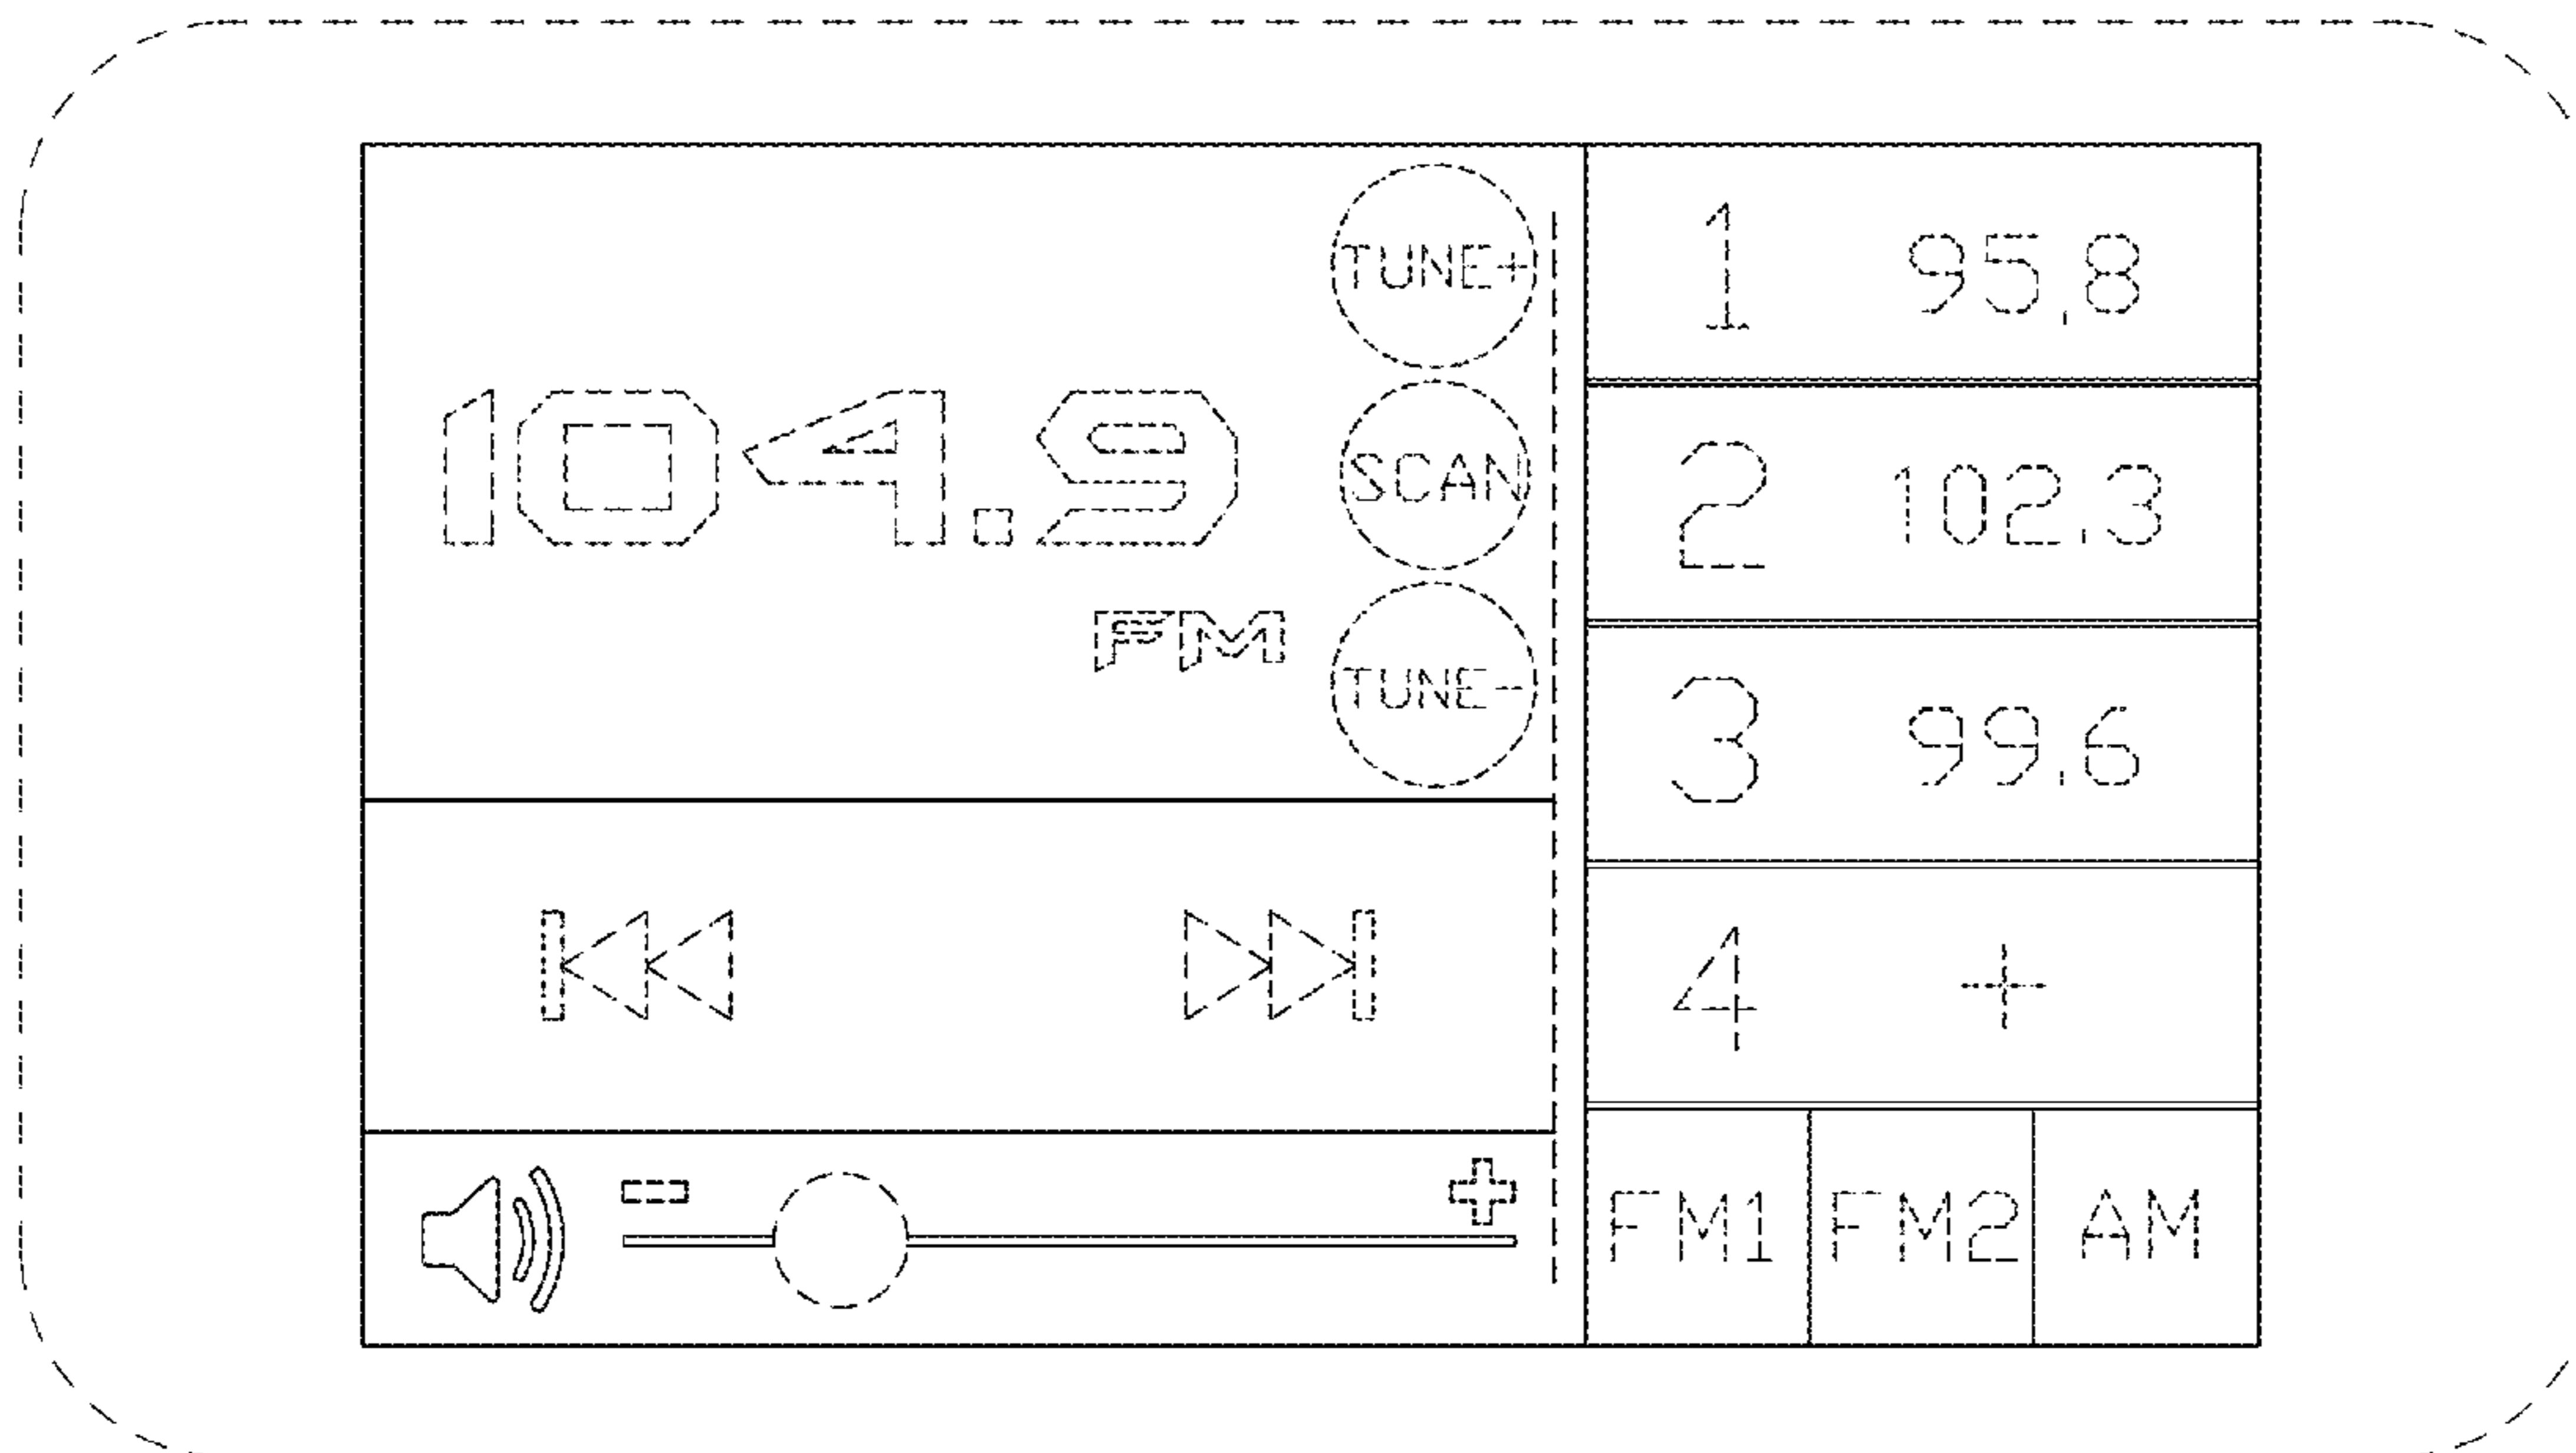 104.9
FM
TUNE+
SCAN
TUNE-
1 95.8
2 102.3
3 99.6
4 +
- +
FM1 FM2 AM